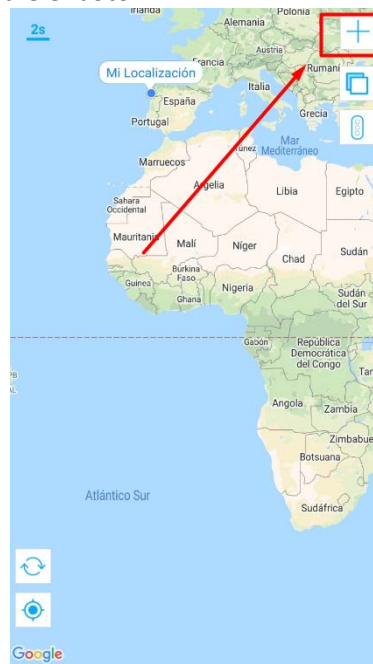 Irlanda
Polonia
2s
Alemania
Austria
Francia
Rumaní
Mi Localización
Italia
España
Grecia
Portugal
Mar
Mediterráneo
Túnez
Marruecos
Argelia
Libia
Egipto
Sahara
Occidental
Mauritania
Malí
Níger
Chad
Sudán
Burkina
Faso
Guinea
Nigeria
Ghana
Sudán
del Sur
Gabón
República
Democrática
del Congo
Tan
Angola
Zambia
Zimbabue
Botsuana
Atlántico Sur
Sudáfrica
Google